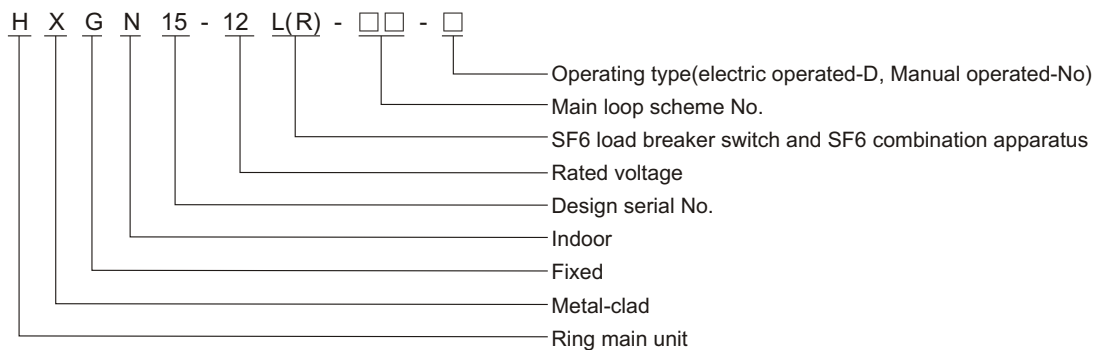 H X G N 15 - 12 L(R) - □□ - □
Operating type(electric operated-D, Manual operated-No)
Main loop scheme No.
SF6 load breaker switch and SF6 combination apparatus
Rated voltage
Design serial No.
Indoor
Fixed
Metal-clad
Ring main unit